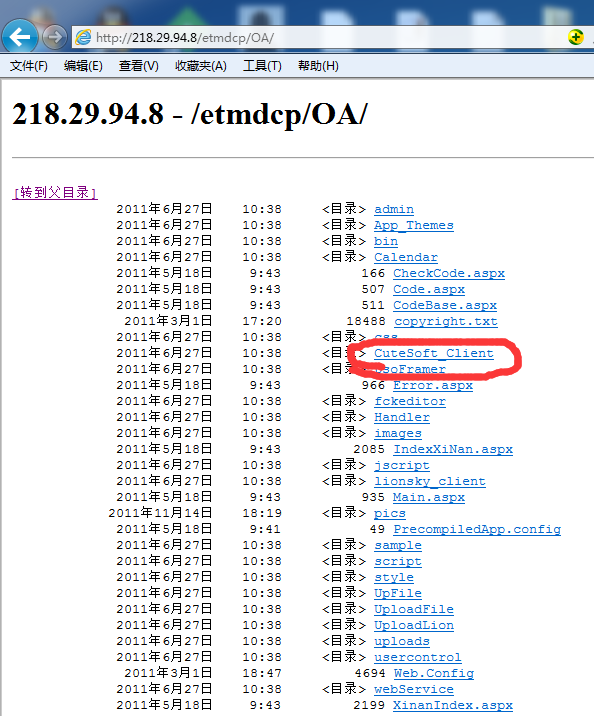 http://218.29.94.8/etmdcp/OA/
文件(F) 编辑(E) 查看(V) 收藏夹(A) 工具(T) 帮助(H)
218.29.94.8 - /etmdcp/OA/
[转到父目录]
2011年6月27日 10:38 <目录> admin
2011年6月27日 10:38 <目录> App_Themes
2011年6月27日 10:38 <目录> bin
2011年6月27日 10:38 <目录> Calendar
2011年5月18日 9:43 166 CheckCode.aspx
2011年5月18日 9:43 507 Code.aspx
2011年5月18日 9:43 511 CodeBase.aspx
2011年3月1日 17:20 18488 copyright.txt
2011年6月27日 10:38 <目录> css
2011年6月27日 10:38 <目录> CuteSoft_Client
2011年6月27日 10:38 <目录> DsoFramer
2011年5月18日 9:43 966 Error.aspx
2011年6月27日 10:38 <目录> fckeditor
2011年6月27日 10:38 <目录> Handler
2011年6月27日 10:38 <目录> images
2011年5月18日 9:43 2085 IndexXiNan.aspx
2011年6月27日 10:38 <目录> jscript
2011年6月27日 10:38 <目录> lionsky_client
2011年5月18日 9:43 935 Main.aspx
2011年11月14日 18:19 <目录> pics
2011年5月18日 9:41 49 PrecompiledApp.config
2011年6月27日 10:38 <目录> sample
2011年6月27日 10:38 <目录> script
2011年6月27日 10:38 <目录> style
2011年6月27日 10:38 <目录> UpFile
2011年6月27日 10:38 <目录> UploadFile
2011年6月27日 10:38 <目录> UploadLion
2011年6月27日 10:38 <目录> uploads
2011年6月27日 10:38 <目录> usercontrol
2011年3月1日 18:47 4694 Web.Config
2011年6月27日 10:38 <目录> webService
2011年5月18日 9:43 2199 XinanIndex.aspx